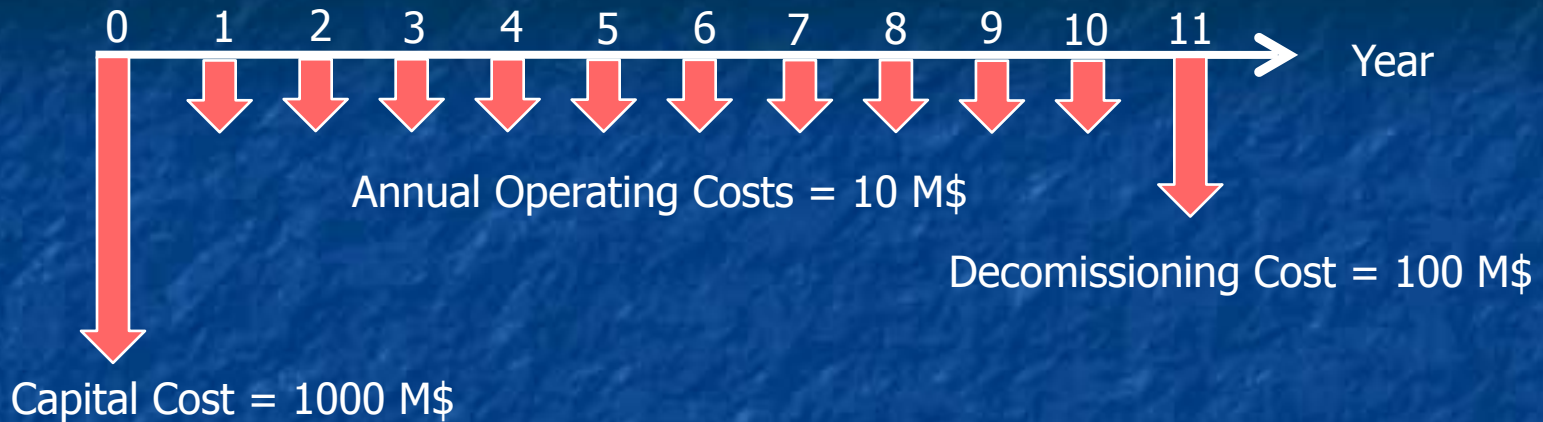 0 1 2 3 4 5 6 7 8 9 10 11
Year
Annual Operating Costs = 10 M$
Decomissioning Cost = 100 M$
Capital Cost = 1000 M$